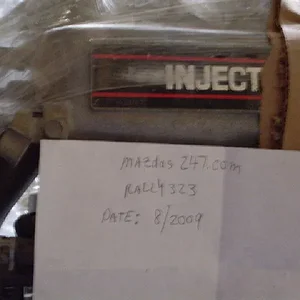 INJECT
mazdas247.com
RALLY323
DATE: 8/2009